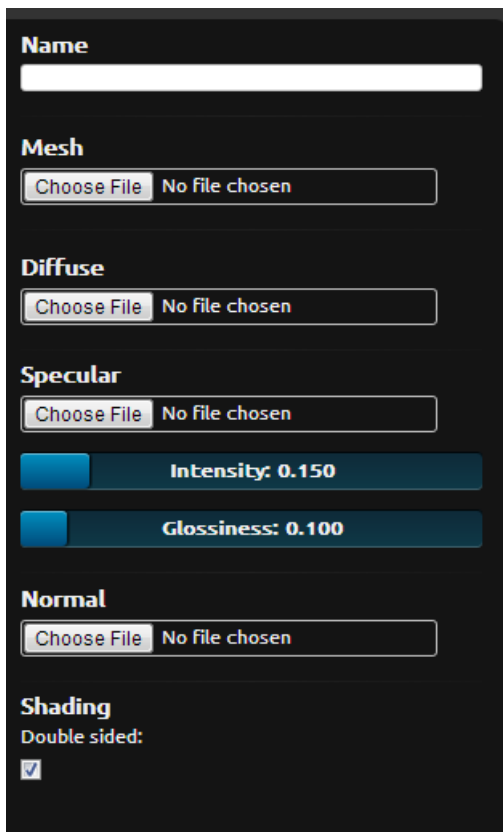 Name
Mesh
Choose File No file chosen
Diffuse
Choose File No file chosen
Specular
Choose File No file chosen
Intensity: 0.150
Glossiness: 0.100
Normal
Choose File No file chosen
Shading
Double sided: